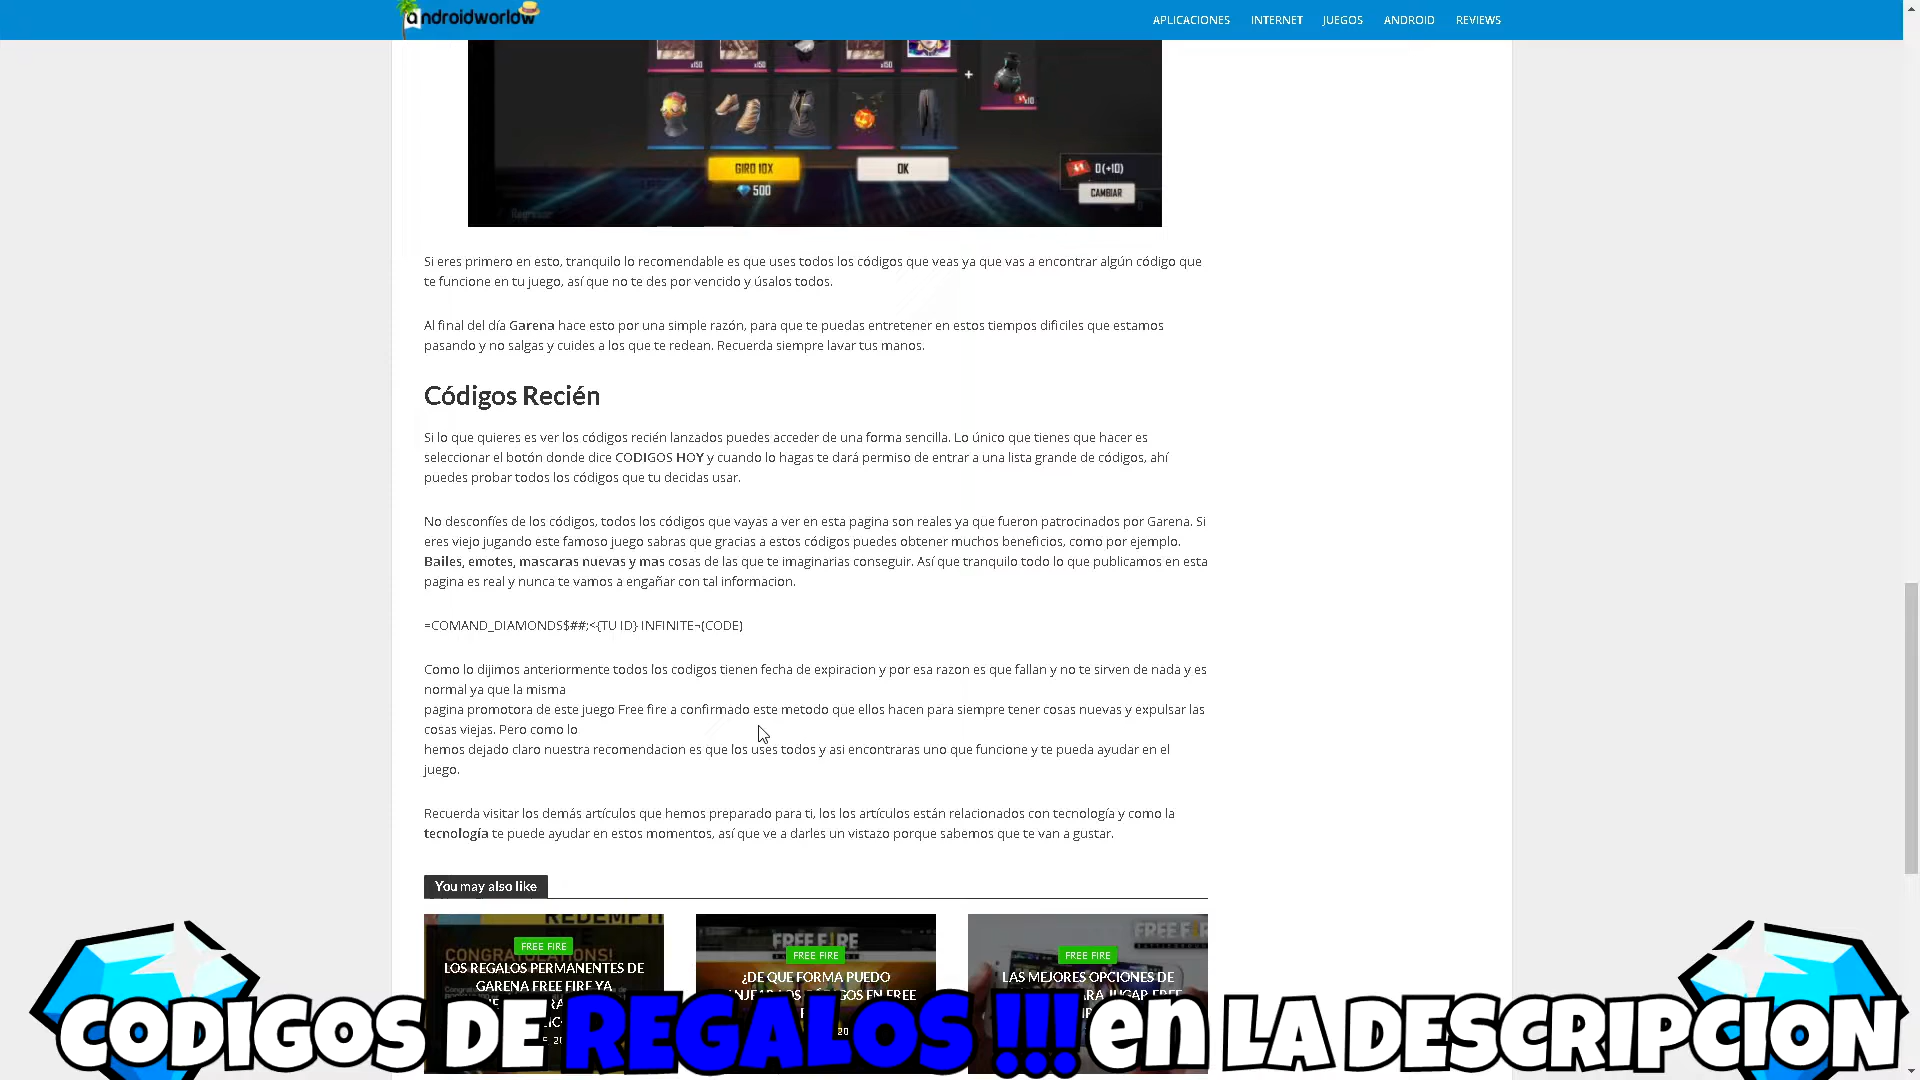 androidworldw
APLICACIONES INTERNET JUEGOS ANDROID REVIEWS
x150 x150 x150 x150
+
x10
GIRO 10X
OK
500
0(+10)
CAMBIAR
Regresar
Si eres primero en esto, tranquilo lo recomendable es que uses todos los códigos que veas ya que vas a encontrar algún código que
te funcione en tu juego, así que no te des por vencido y úsalos todos.
Al final del día Garena hace esto por una simple razón, para que te puedas entretener en estos tiempos dificiles que estamos
pasando y no salgas y cuides a los que te redean. Recuerda siempre lavar tus manos.
Códigos Recién
Si lo que quieres es ver los códigos recién lanzados puedes acceder de una forma sencilla. Lo único que tienes que hacer es
seleccionar el botón donde dice CODIGOS HOY y cuando lo hagas te dará permiso de entrar a una lista grande de códigos, ahí
puedes probar todos los códigos que tu decidas usar.
No desconfíes de los códigos, todos los códigos que vayas a ver en esta pagina son reales ya que fueron patrocinados por Garena. Si
eres viejo jugando este famoso juego sabras que gracias a estos códigos puedes obtener muchos beneficios, como por ejemplo.
Bailes, emotes, mascaras nuevas y mas cosas de las que te imaginarias conseguir. Así que tranquilo todo lo que publicamos en esta
pagina es real y nunca te vamos a engañar con tal informacion.
=COMAND_DIAMONDS$##;<{TU ID} INFINITE¬(CODE)
Como lo dijimos anteriormente todos los codigos tienen fecha de expiracion y por esa razon es que fallan y no te sirven de nada y es
normal ya que la misma
pagina promotora de este juego Free fire a confirmado este metodo que ellos hacen para siempre tener cosas nuevas y expulsar las
cosas viejas. Pero como lo
hemos dejado claro nuestra recomendacion es que los uses todos y asi encontraras uno que funcione y te pueda ayudar en el
juego.
Recuerda visitar los demás artículos que hemos preparado para ti, los los artículos están relacionados con tecnología y como la
tecnología te puede ayudar en estos momentos, así que ve a darles un vistazo porque sabemos que te van a gustar.
You may also like
CONGRATULATIONS!
FREE FIRE
LOS REGALOS PERMANENTES DE
GARENA FREE FIRE YA
FREE FIRE
FREE FIRE
¿DE QUE FORMA PUEDO
CÓDIGOS EN FREE
FREE FIRE
LAS MEJORES OPCIONES DE
PARA JUGAR FREE
CODIGOS DE REGALOS !!! en LA DESCRIPCION